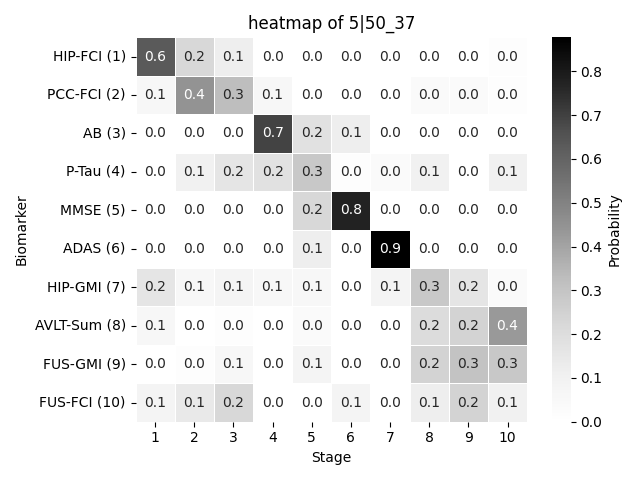 heatmap of 5|50_37
HIP-FCI (1) 0.6 0.2 0.1 0.0 0.0 0.0 0.0 0.0 0.0 0.0
PCC-FCI (2) 0.1 0.4 0.3 0.1 0.0 0.0 0.0 0.0 0.0 0.0
AB (3) 0.0 0.0 0.0 0.7 0.2 0.1 0.0 0.0 0.0 0.0
P-Tau (4) 0.0 0.1 0.2 0.2 0.3 0.0 0.0 0.1 0.0 0.1
MMSE (5) 0.0 0.0 0.0 0.0 0.2 0.8 0.0 0.0 0.0 0.0
ADAS (6) 0.0 0.0 0.0 0.0 0.1 0.0 0.9 0.0 0.0 0.0
HIP-GMI (7) 0.2 0.1 0.1 0.1 0.1 0.0 0.1 0.3 0.2 0.0
AVLT-Sum (8) 0.1 0.0 0.0 0.0 0.0 0.0 0.0 0.2 0.2 0.4
FUS-GMI (9) 0.0 0.0 0.1 0.0 0.1 0.0 0.0 0.2 0.3 0.3
FUS-FCI (10) 0.1 0.1 0.2 0.0 0.0 0.1 0.0 0.1 0.2 0.1
1 2 3 4 5 6 7 8 9 10
Stage
Biomarker
0.8
0.7
0.6
0.5
0.4
0.3
0.2
0.1
0.0
Probability